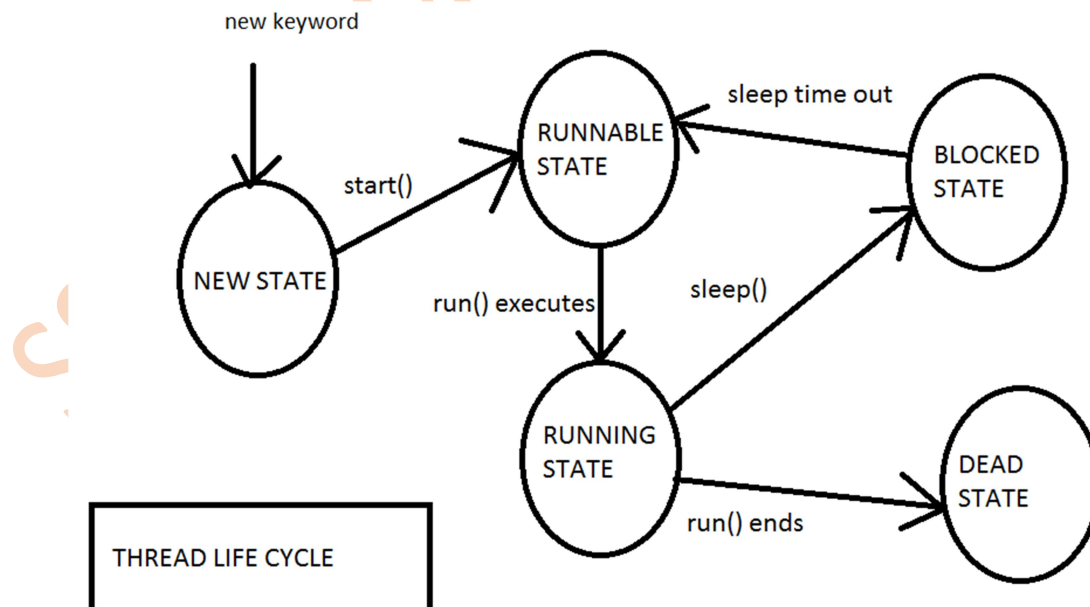 new keyword
RUNNABLE
STATE
sleep time out
BLOCKED
STATE
start()
NEW STATE
run() executes
sleep()
RUNNING
STATE
DEAD
STATE
run() ends
THREAD LIFE CYCLE